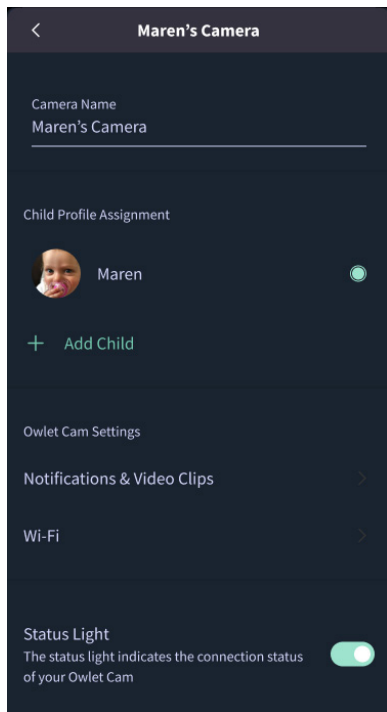 Maren’s Camera
Camera Name
Maren’s Camera
Child Profile Assignment
Maren
Add Child
Owlet Cam Settings
Notifications & Video Clips
Wi-Fi
Status Light
The status light indicates the connection status
of your Owlet Cam